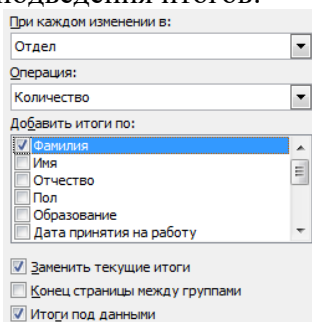 подведения итогов.
При каждом изменении в:
Отдел
Операция:
Количество
Добавить итоги по:
Фамилия
Имя
Отчество
Пол
Образование
Дата принятия на работу
Заменить текущие итоги
Конец страницы между группами
Итоги под данными